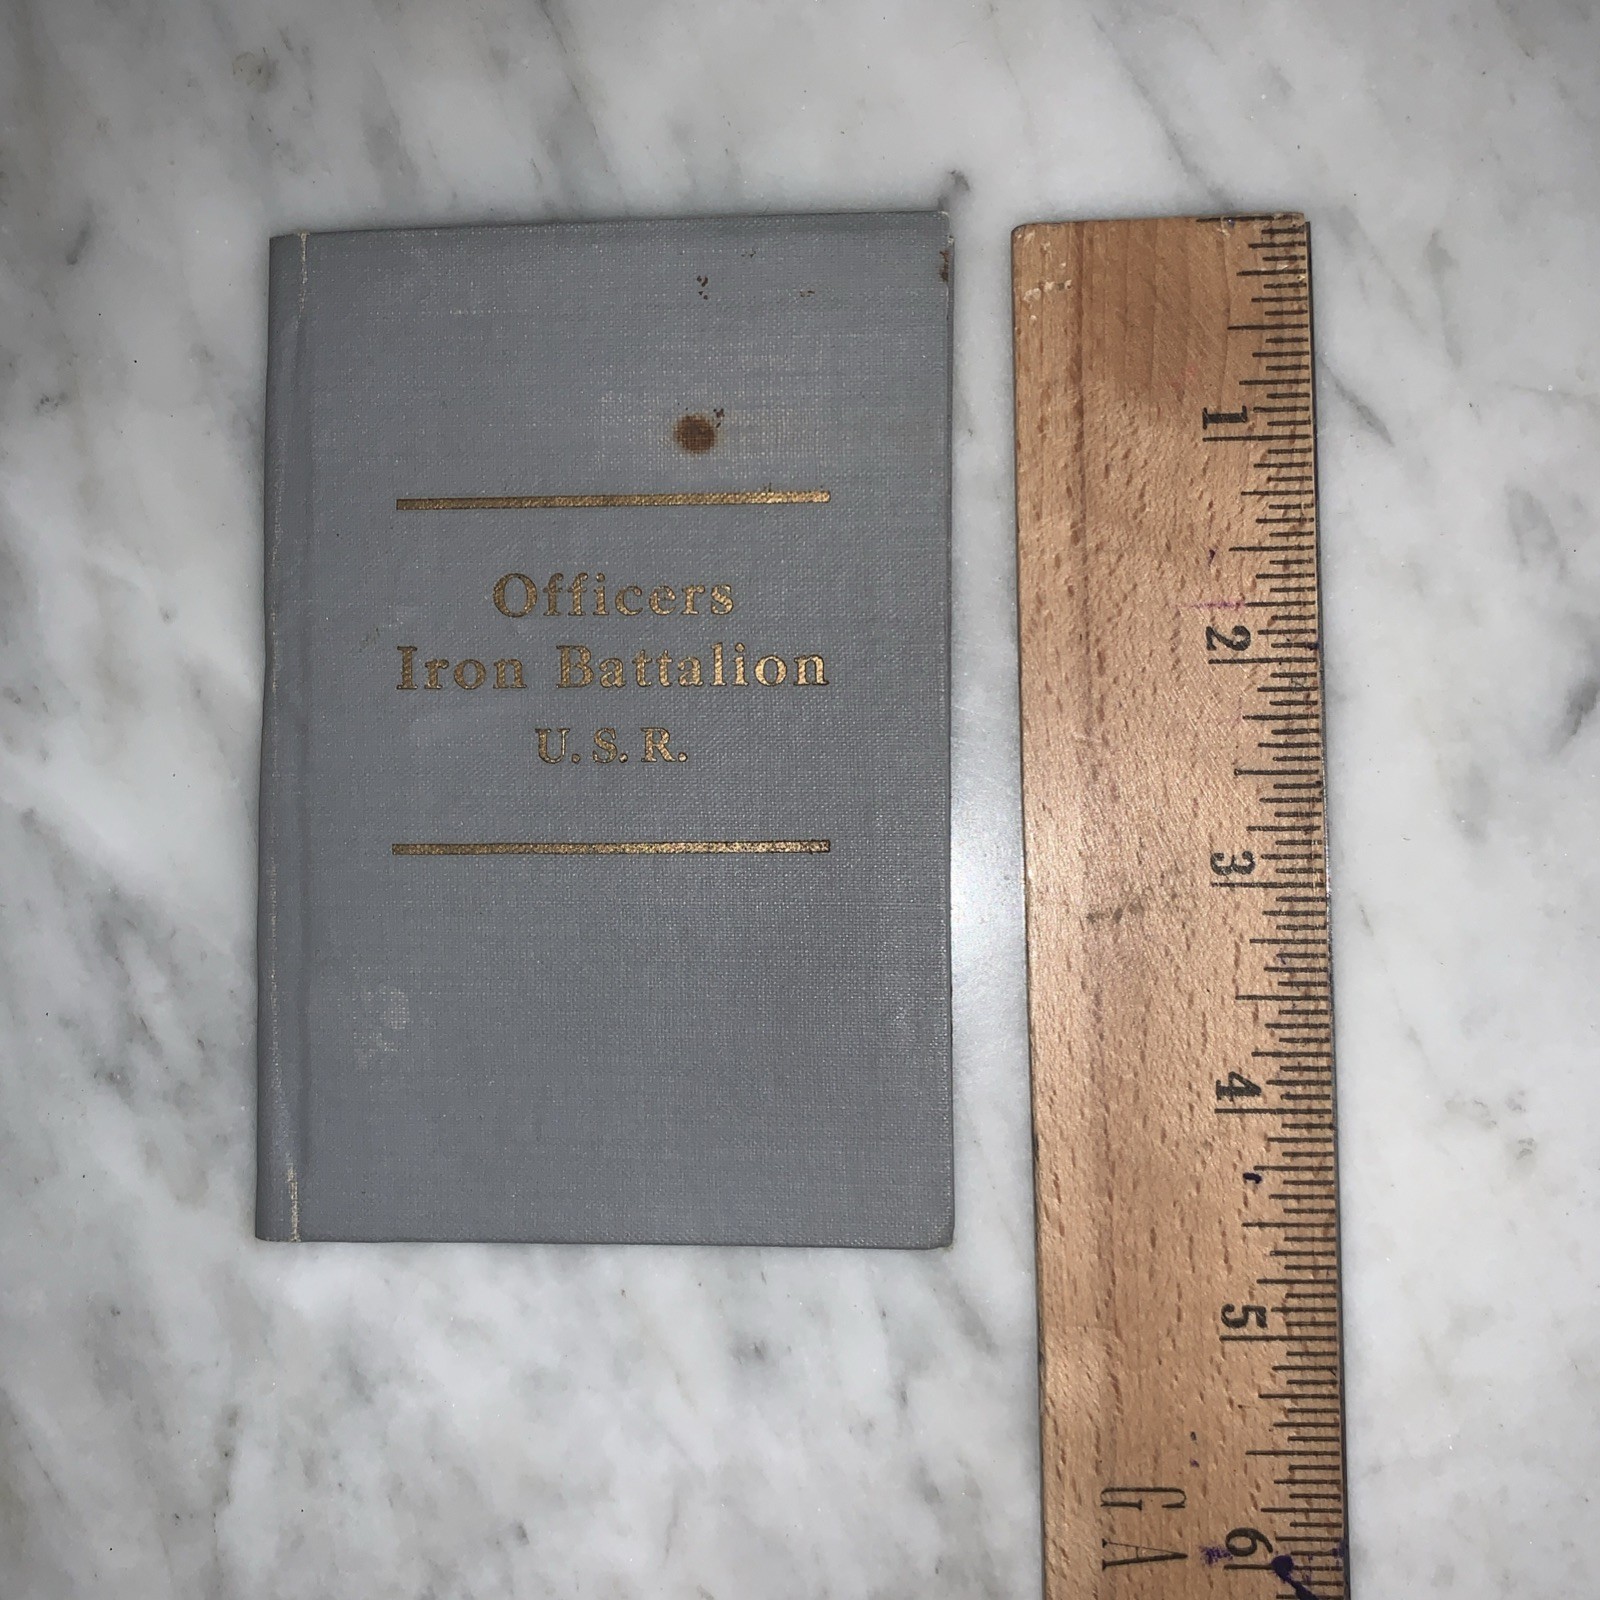 Officers
Iron Battalion
U. S. R.
1
2
3
4
5
6
G A